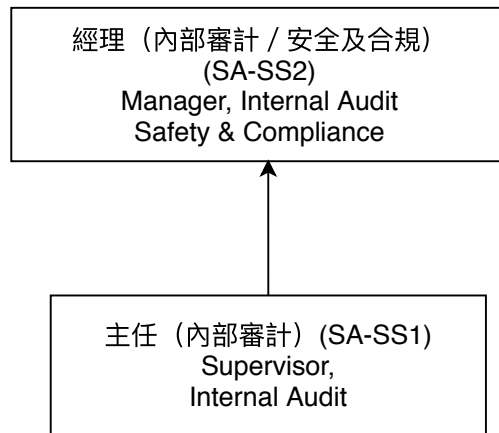 經理（內部審計 / 安全及合規）
(SA-SS2)
Manager, Internal Audit
Safety & Compliance
主任（內部審計）(SA-SS1)
Supervisor,
Internal Audit